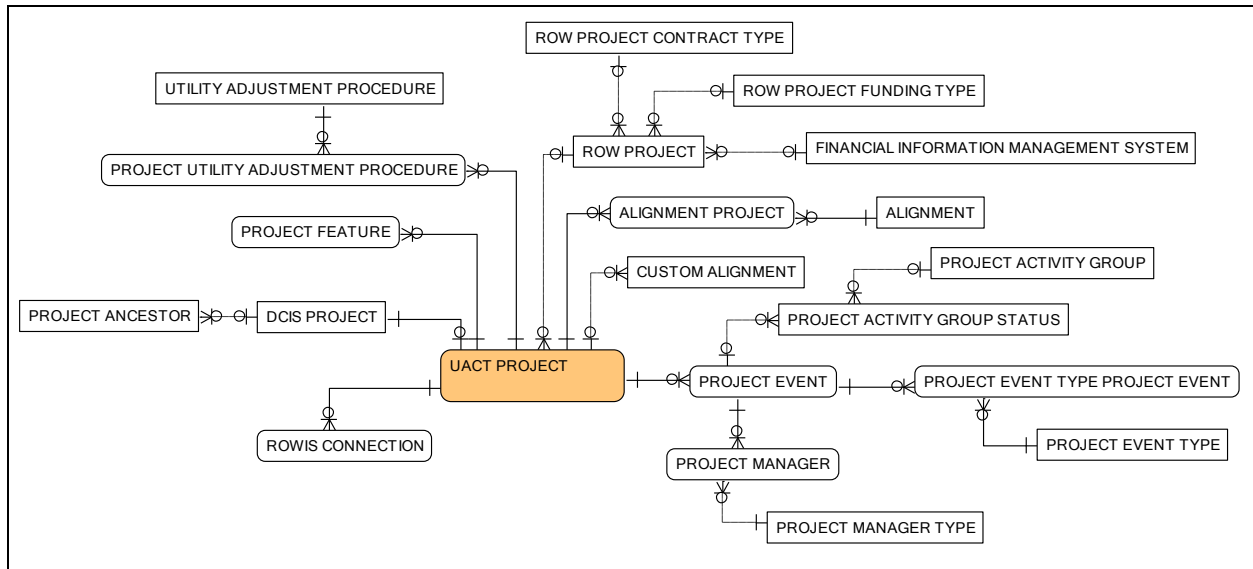 ROW PROJECT CONTRACT TYPE
UTILITY ADJUSTMENT PROCEDURE
ROW PROJECT FUNDING TYPE
ROW PROJECT
FINANCIAL INFORMATION MANAGEMENT SYSTEM
PROJECT UTILITY ADJUSTMENT PROCEDURE
ALIGNMENT PROJECT
ALIGNMENT
PROJECT FEATURE
PROJECT ACTIVITY GROUP
CUSTOM ALIGNMENT
PROJECT ANCESTOR
DCIS PROJECT
PROJECT ACTIVITY GROUP STATUS
UACT PROJECT
PROJECT EVENT
PROJECT EVENT TYPE PROJECT EVENT
ROWIS CONNECTION
PROJECT EVENT TYPE
PROJECT MANAGER
PROJECT MANAGER TYPE